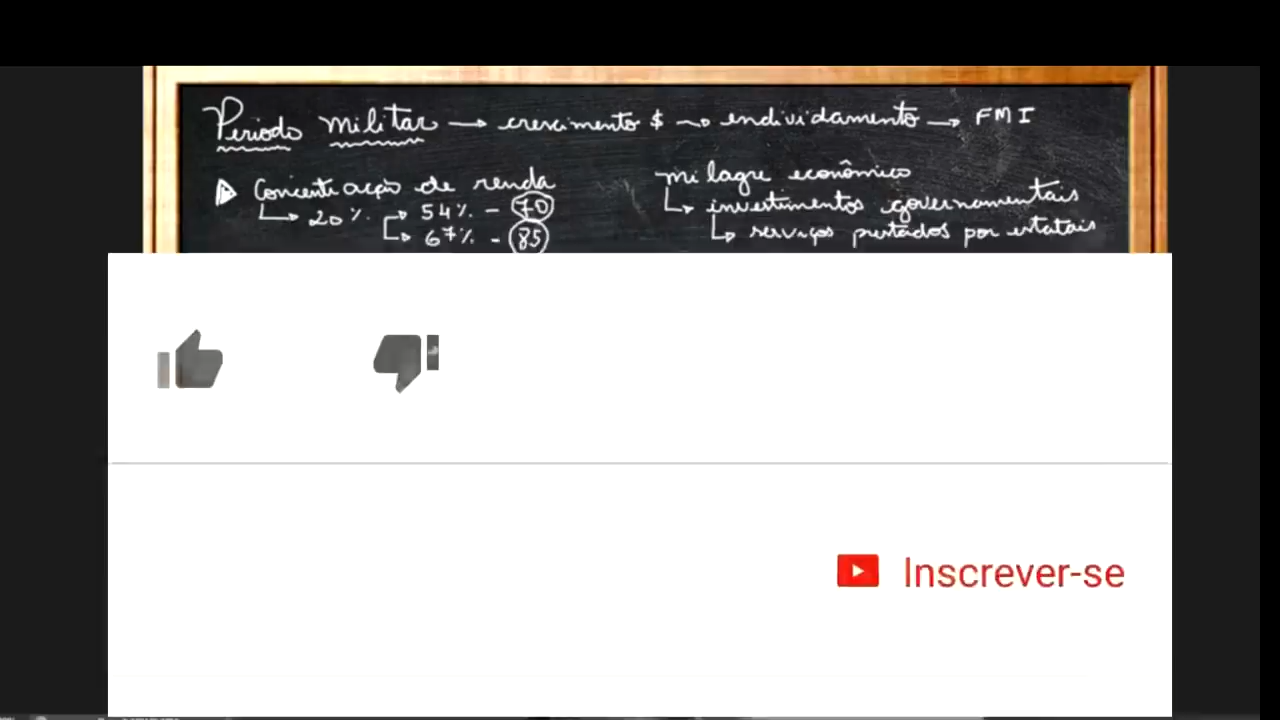 Periodo militar → crescimento $ → endividamento → FMI
Concentração de renda
↳ 20%. ↱ 54% - 70
↳ 67% - 85
milagre econômico
↳ investimentos governamentais
↳ serviços prestados por estatais
Inscrever-se